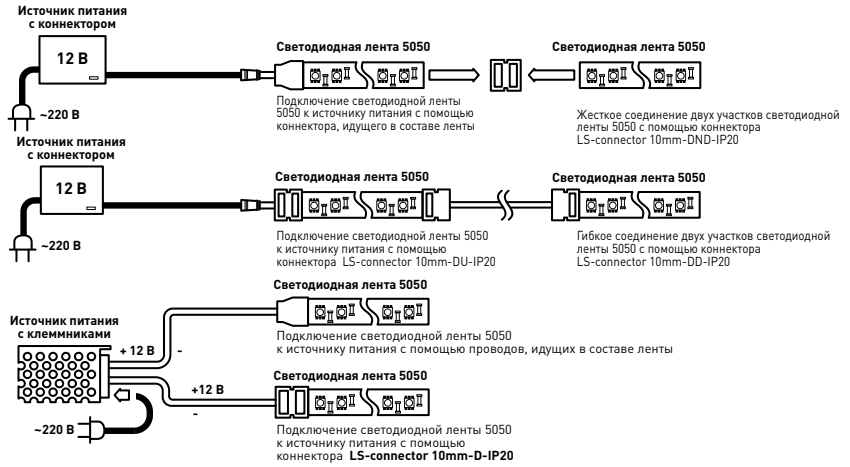 Источник питания
с коннектором
12 В
~220 В
Светодиодная лента 5050
Светодиодная лента 5050
Подключение светодиодной ленты
5050 к источнику питания с помощью
коннектора, идущего в составе ленты
Жесткое соединение двух участков светодиодной
ленты 5050 с помощью коннектора
LS-connector 10mm-DND-IP20
Источник питания
с коннектором
12 В
~220 В
Светодиодная лента 5050
Светодиодная лента 5050
Подключение светодиодной ленты 5050
к источнику питания с помощью
коннектора LS-connector 10mm-DU-IP20
Гибкое соединение двух участков светодиодной
ленты 5050 с помощью коннектора
LS-connector 10mm-DD-IP20
Источник питания
с клеммниками
+ 12 В
-
+12 В
-
~220 В
Светодиодная лента 5050
Подключение светодиодной ленты 5050
к источнику питания с помощью проводов, идущих в составе ленты
Светодиодная лента 5050
Подключение светодиодной ленты 5050
к источнику питания с помощью
коннектора LS-connector 10mm-D-IP20